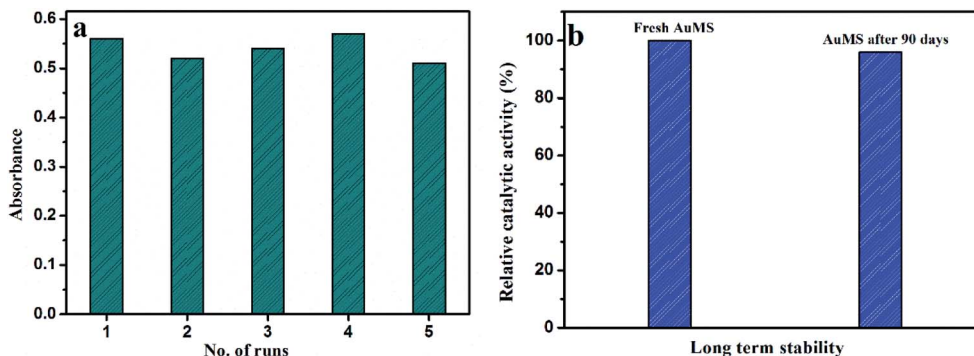 a
Absorbance
0.6
0.5
0.4
0.3
0.2
0.1
0.0
1 2 3 4 5
No. of runs
b
Fresh AuMS
AuMS after 90 days
Relative catalytic activity (%)
100
80
60
40
20
0
Long term stability